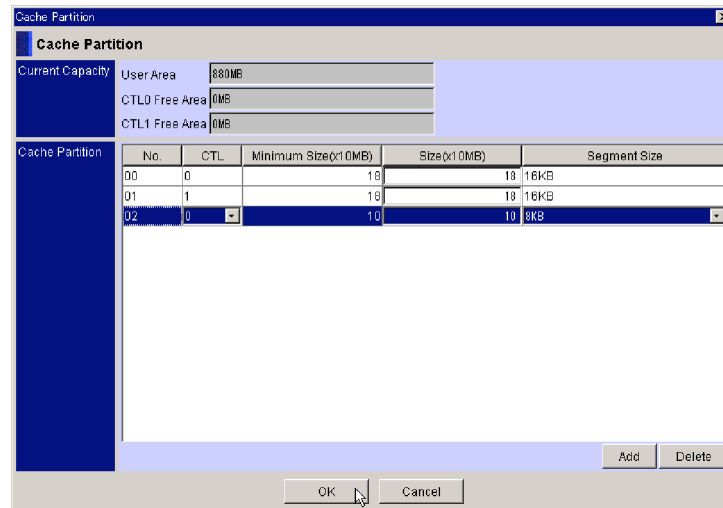 Cache Partition
Cache Partition
Current Capacity
User Area 880MB
CTL0 Free Area 0MB
CTL1 Free Area 0MB
Cache Partition
No. CTL Minimum Size(x10MB) Size(x10MB) Segment Size
00 0 18 18 16KB
01 1 18 18 16KB
02 0 10 10 8KB
Add Delete
OK Cancel